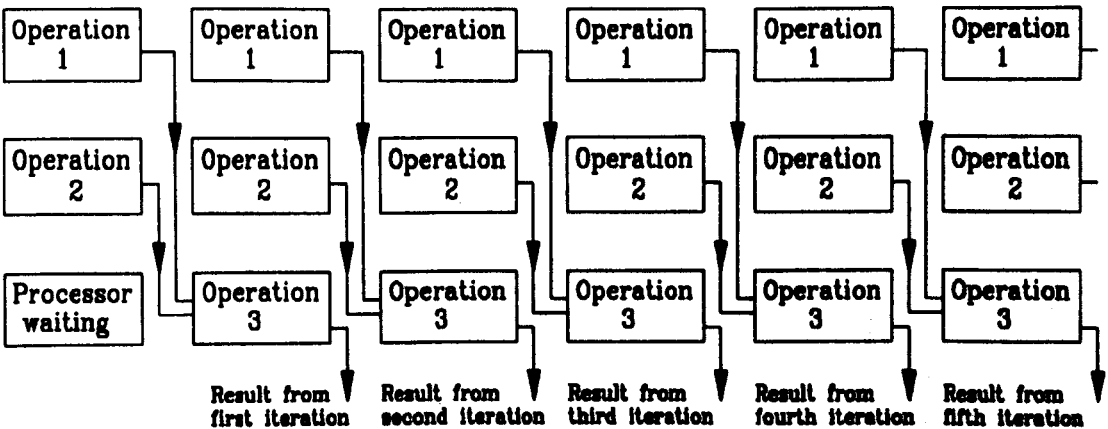 Operation Operation Operation Operation Operation Operation
1 1 1 1 1 1
Operation Operation Operation Operation Operation Operation
2 2 2 2 2 2
Processor Operation Operation Operation Operation Operation
waiting 3 3 3 3 3
Result from Result from Result from Result from Result from
first iteration second iteration third iteration fourth iteration fifth iteration